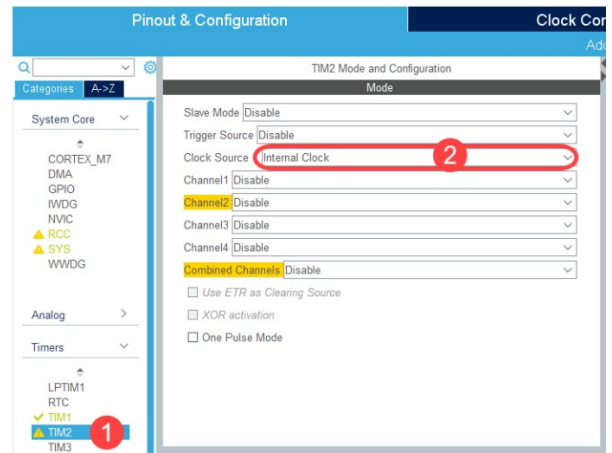 Pinout & Configuration
Clock Con
Add
Categories A->Z
System Core
CORTEX_M7
DMA
GPIO
IWDG
NVIC
RCC
SYS
WWDG
Analog
Timers
LPTIM1
RTC
TIM1
TIM2 1
TIM3
TIM2 Mode and Configuration
Mode
Slave Mode Disable
Trigger Source Disable
Clock Source Internal Clock 2
Channel1 Disable
Channel2 Disable
Channel3 Disable
Channel4 Disable
Combined Channels Disable
Use ETR as Clearing Source
XOR activation
One Pulse Mode